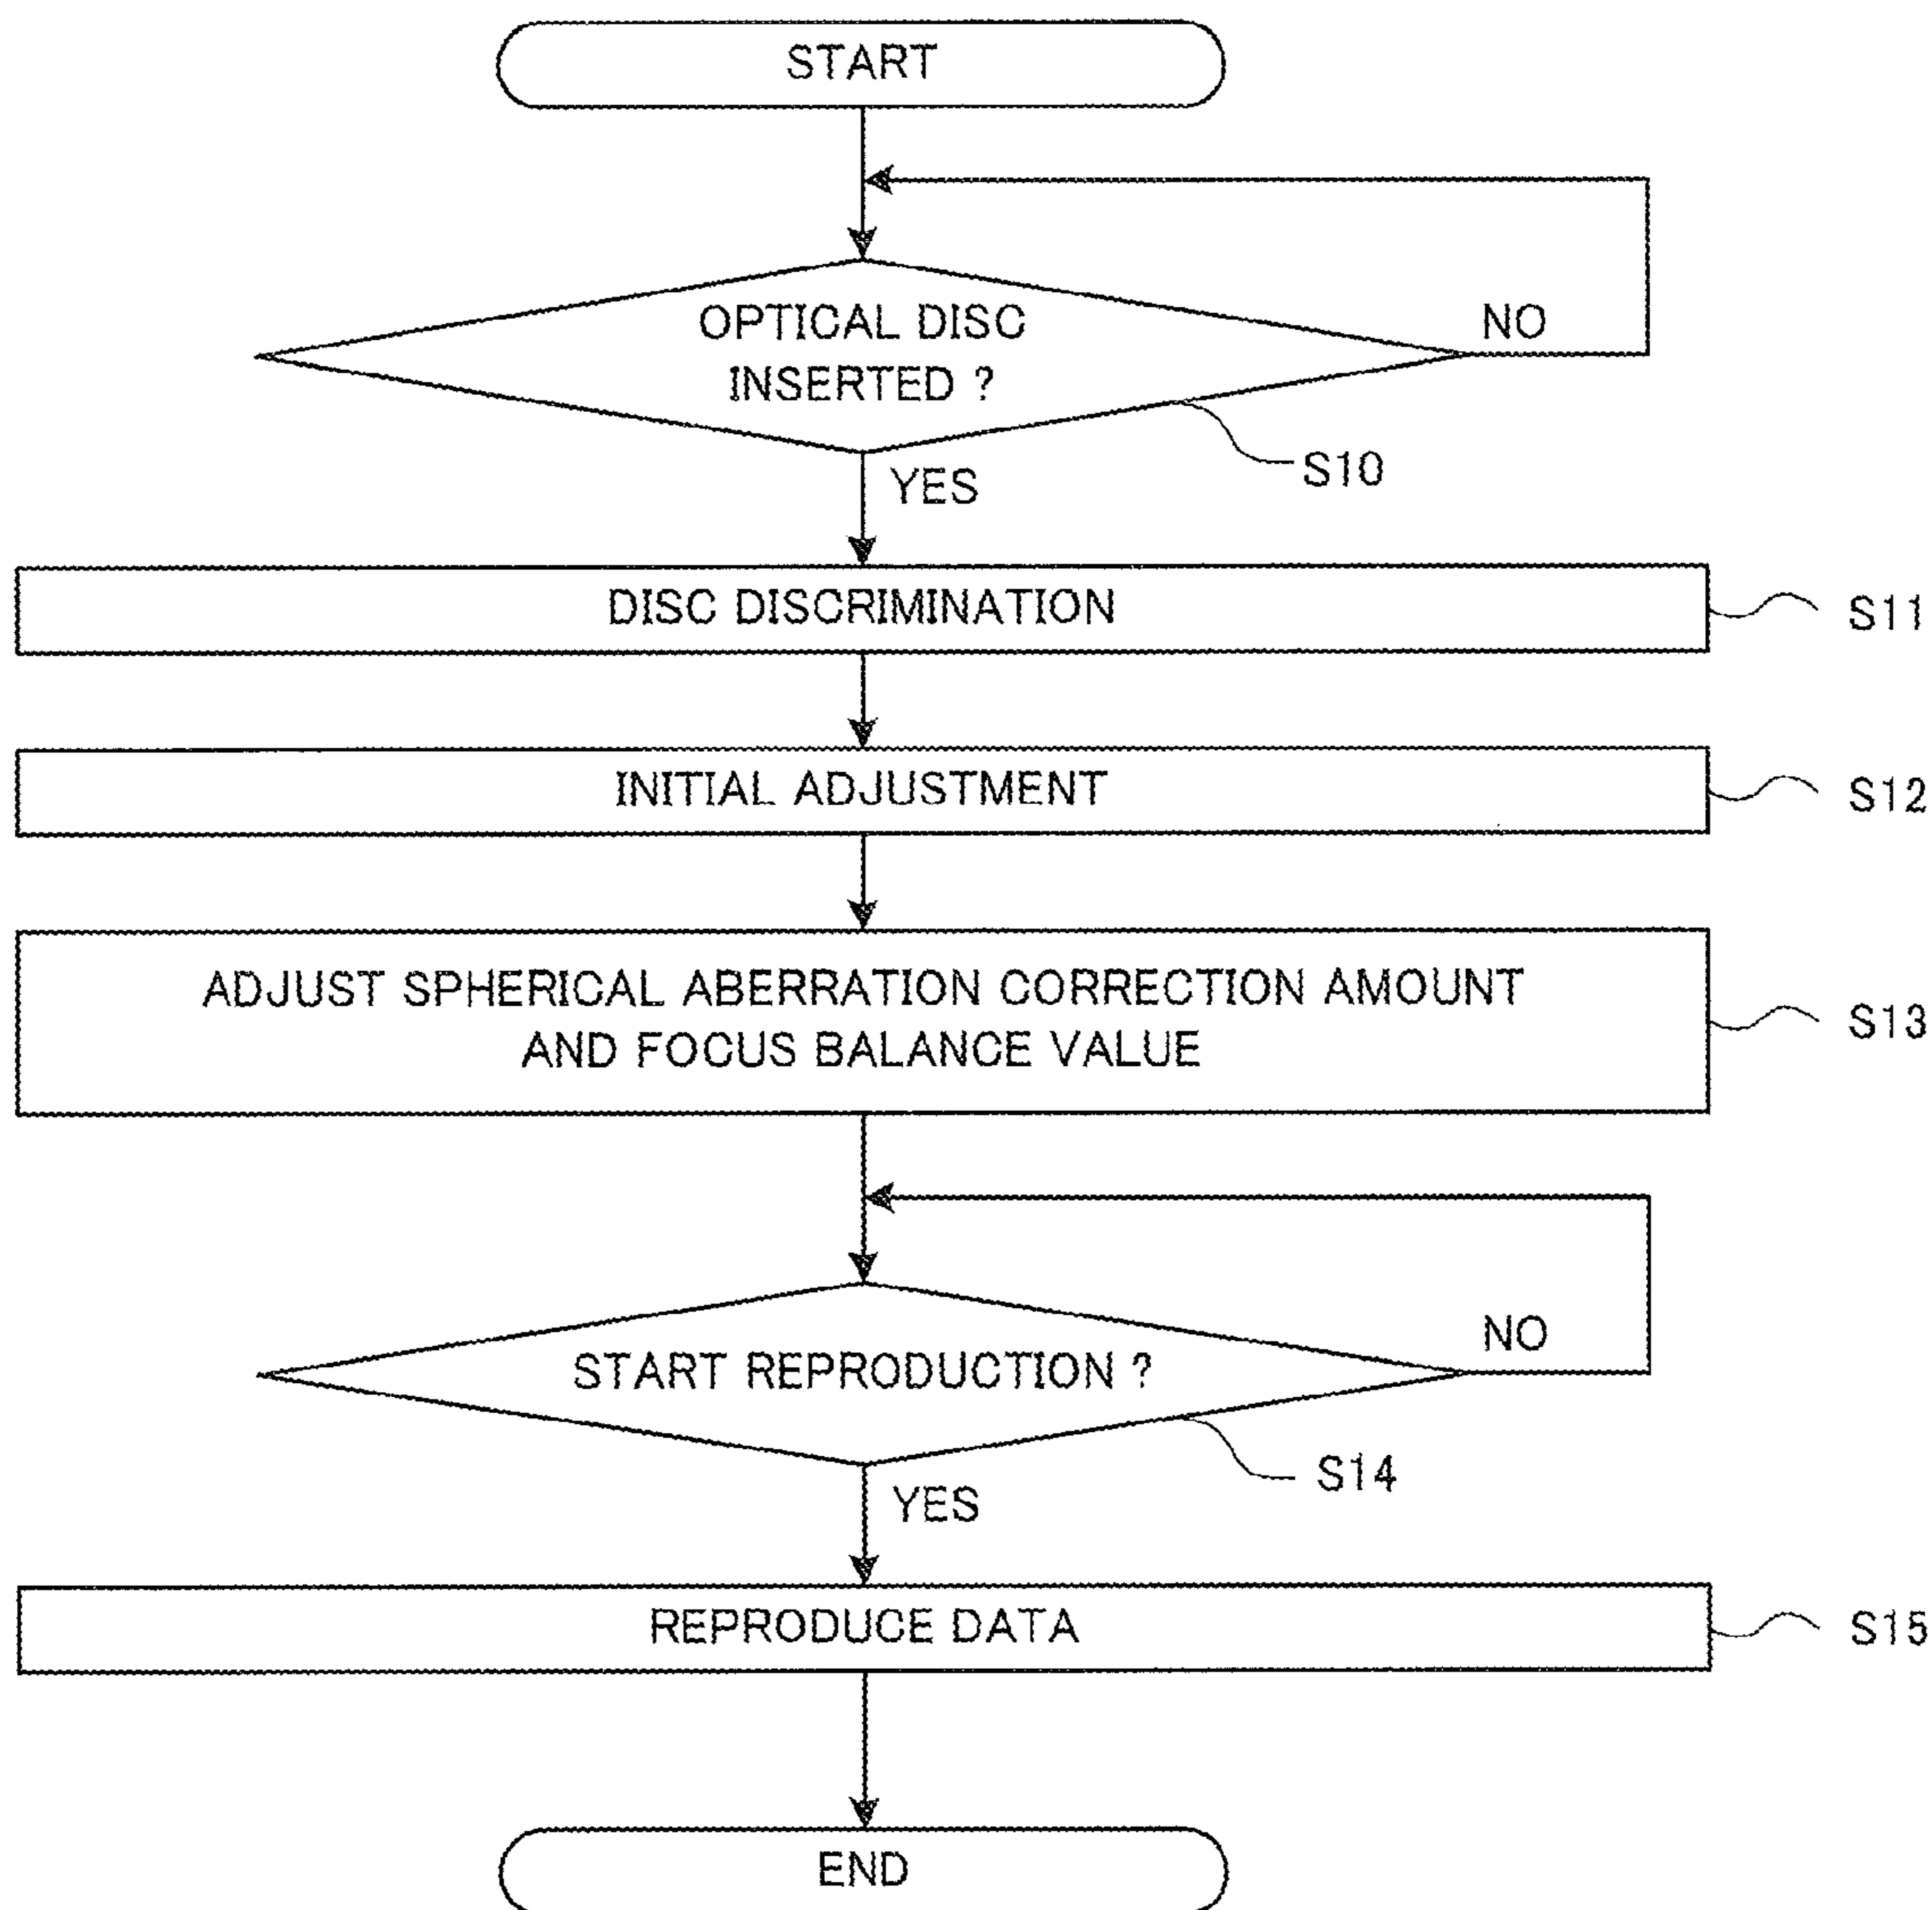 START
OPTICAL DISC
INSERTED ?
NO
S10
YES
DISC DISCRIMINATION
S11
INITIAL ADJUSTMENT
S12
ADJUST SPHERICAL ABERRATION CORRECTION AMOUNT
AND FOCUS BALANCE VALUE
S13
START REPRODUCTION ?
NO
S14
YES
REPRODUCE DATA
S15
END